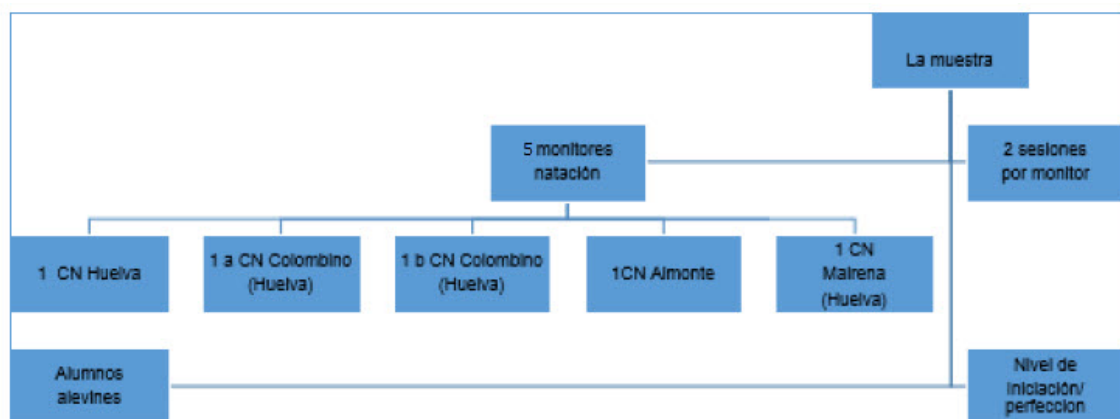 La muestra
5 monitores
natación
2 sesiones
por monitor
1 CN Huelva
1 a CN Colombino
(Huelva)
1 b CN Colombino
(Huelva)
1CN Almonte
1 CN
Mairena
(Huelva)
Alumnos
alevines
Nivel de
iniciación/
perfeccion